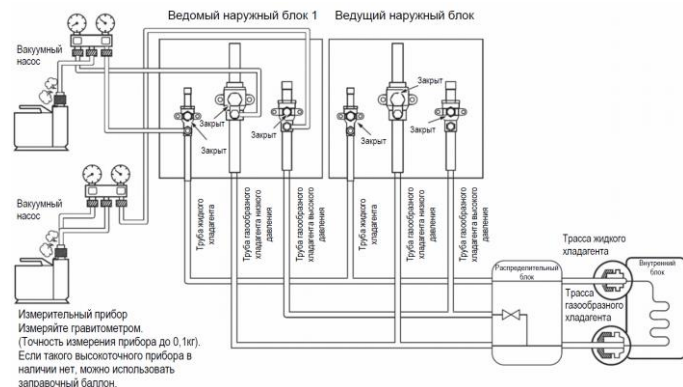 Ведомый наружный блок 1
Ведущий наружный блок
Вакуумный
насос
Закрыт
Закрыт
Закрыт
Закрыт
Закрыт
Закрыт
Вакуумный
насос
Труба жидкого
хладагента
Труба газообразного
хладагента низкого
давления
Труба газообразного
хладагента высокого
давления
Труба жидкого
хладагента
Труба газообразного
хладагента низкого
давления
Труба газообразного
хладагента высокого
давления
Распределительный
блок
Трасса жидкого
хладагента
Внутренний
блок
Трасса
газообразного
хладагента
Измерительный прибор
Измеряйте гравитометром.
(Точность измерения прибора до 0,1кг).
Если такого высокоточного прибора в
наличии нет, можно использовать
заправочный баллон.